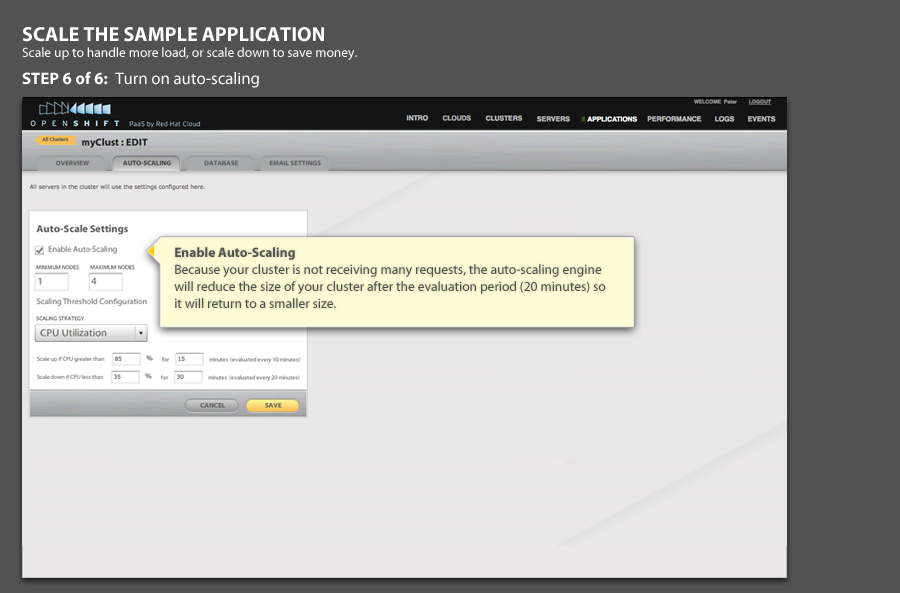 SCALE THE SAMPLE APPLICATION
Scale up to handle more load, or scale down to save money.
STEP 6 of 6: Turn on auto-scaling
WELCOME Peter LOGOUT
OPENSHIFT PaaS by Red Hat Cloud
INTRO CLOUDS CLUSTERS SERVERS APPLICATIONS PERFORMANCE LOGS EVENTS
All Clusters myClust : EDIT
OVERVIEW AUTO-SCALING DATABASE EMAIL SETTINGS
All servers in the cluster will use the settings configured here.
Auto-Scale Settings
Enable Auto-Scaling
MINIMUM NODES MAXIMUM NODES
1 4
Scaling Threshold Configuration
SCALING STRATEGY
CPU Utilization
Scale up if CPU greater than 85 % for 15 minutes (evaluated every 10 minutes)
Scale down if CPU less than 35 % for 30 minutes (evaluated every 20 minutes)
CANCEL SAVE
Enable Auto-Scaling
Because your cluster is not receiving many requests, the auto-scaling engine
will reduce the size of your cluster after the evaluation period (20 minutes) so
it will return to a smaller size.